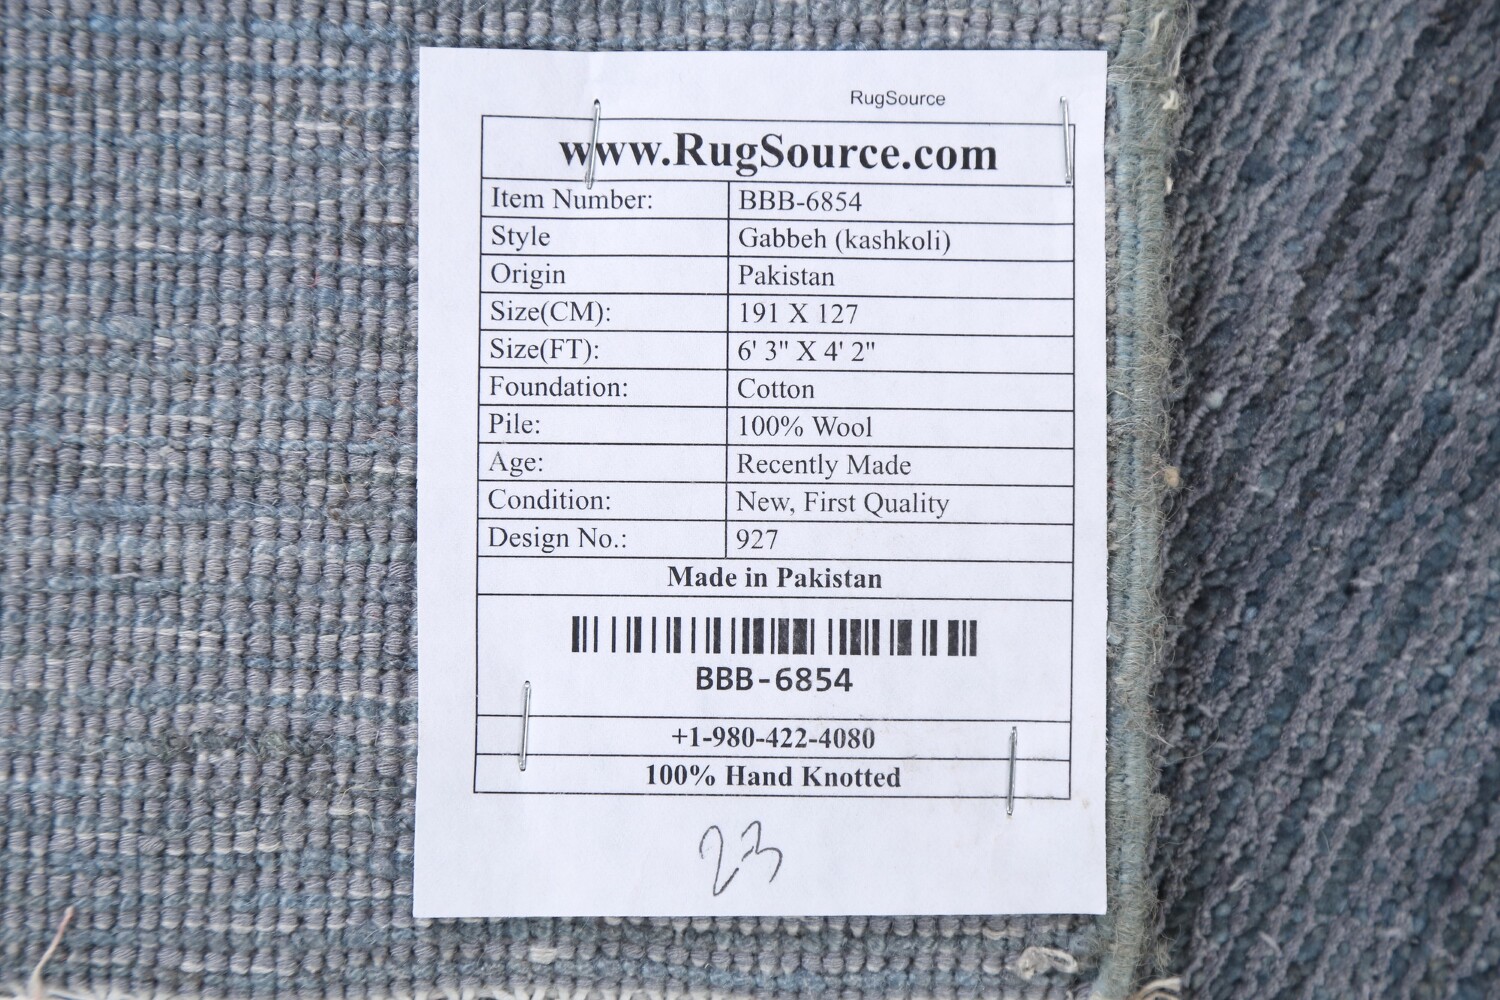 RugSource
www.RugSource.com
Item Number: BBB-6854
Style Gabbeh (kashkoli)
Origin Pakistan
Size(CM): 191 X 127
Size(FT): 6' 3" X 4' 2"
Foundation: Cotton
Pile: 100% Wool
Age: Recently Made
Condition: New, First Quality
Design No.: 927
Made in Pakistan
BBB-6854
+1-980-422-4080
100% Hand Knotted
23